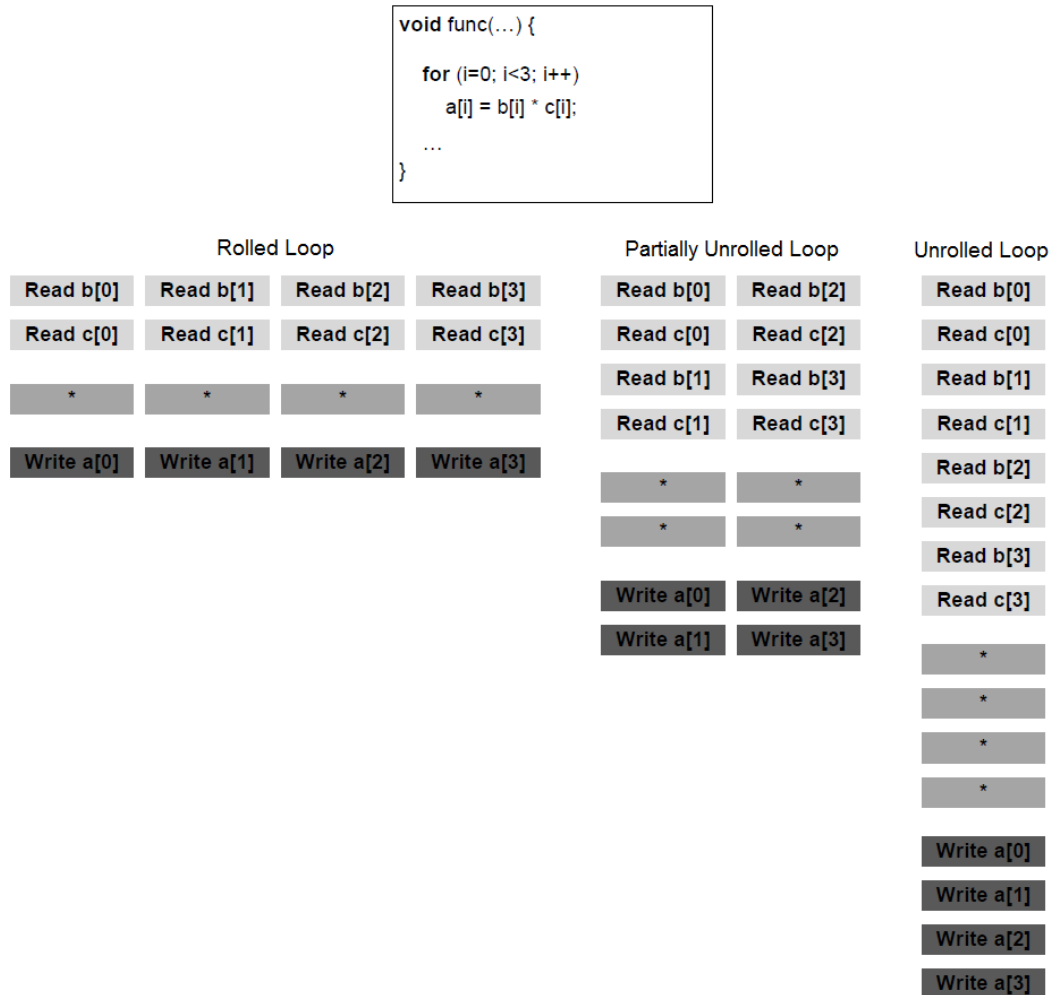 void func(…) {
for (i=0; i<3; i++)
a[i] = b[i] * c[i];
…
}
Rolled Loop
Read b[0] Read b[1] Read b[2] Read b[3]
Read c[0] Read c[1] Read c[2] Read c[3]
* * * *
Write a[0] Write a[1] Write a[2] Write a[3]
Partially Unrolled Loop
Read b[0] Read b[2]
Read c[0] Read c[2]
Read b[1] Read b[3]
Read c[1] Read c[3]
* *
* *
Write a[0] Write a[2]
Write a[1] Write a[3]
Unrolled Loop
Read b[0]
Read c[0]
Read b[1]
Read c[1]
Read b[2]
Read c[2]
Read b[3]
Read c[3]
*
*
*
*
Write a[0]
Write a[1]
Write a[2]
Write a[3]